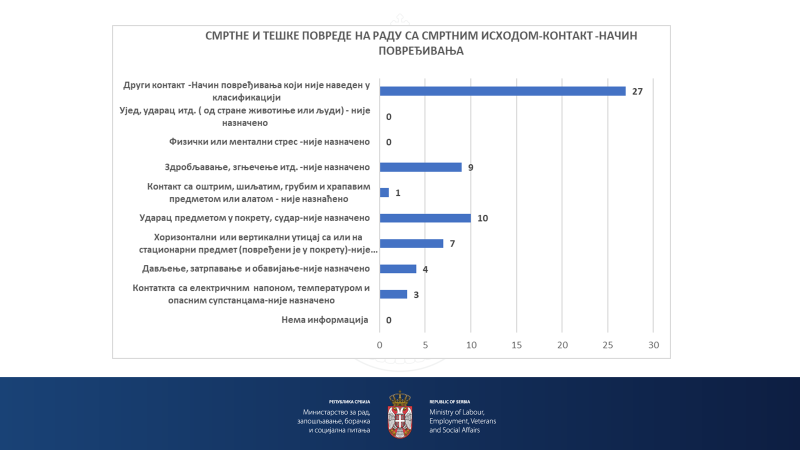 СМРТНЕ И ТЕШКЕ ПОВРЕДЕ НА РАДУ СА СМРТНИМ ИСХОДОМ-КОНТАКТ -НАЧИН
ПОВРЕЂИВАЊА
Други контакт -Начин повређивања који није наведен у
класификацији
27
Ујед, ударац итд. ( од стране животиње или људи) - није
назначено
0
Физички или ментални стрес -није назначено
0
Здробљавање, згњечење итд. -није назначено
9
Контакт са оштрим, шиљатим, грубим и храпавим
предметом или алатом - није назнаћено
1
Ударац предметом у покрету, судар-није назначено
10
Хоризонтални или вертикални утицај са или на
стационарни предмет (повређени је у покрету)-није...
7
Дављење, затрпавање и обавијање-није назначено
4
Контаткта са електричним напоном, температуром и
опасним супстанцама-није назначено
3
Нема информација
0
0 5 10 15 20 25 30
РЕПУБЛИКА СРБИЈА
Министарство за рад,
запошљавање, борачка
и социјална питања
REPUBLIC OF SERBIA
Ministry of Labour,
Employment, Veterans
and Social Affairs